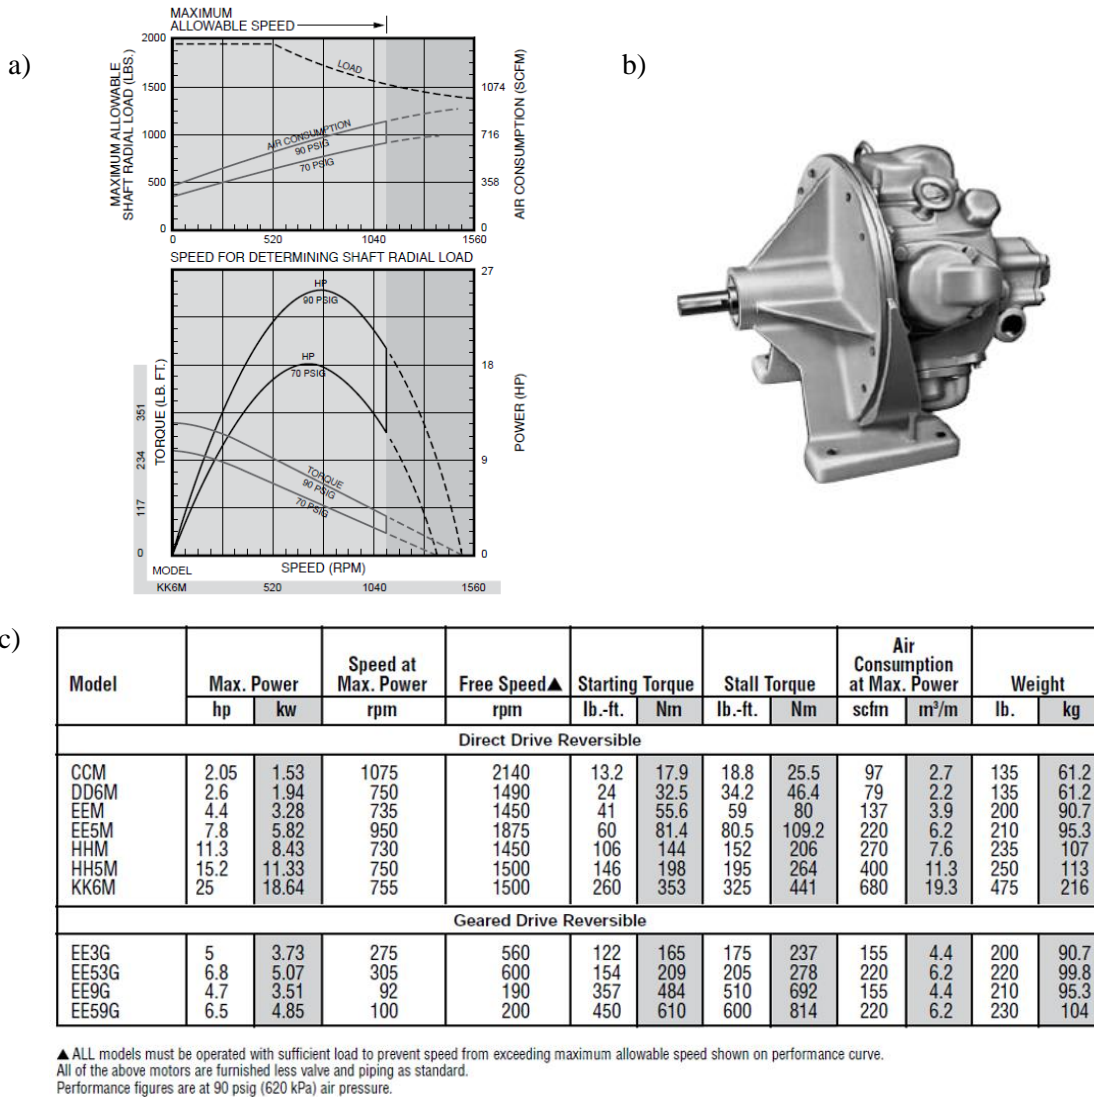 a)
b)
MAXIMUM
ALLOWABLE SPEED
MAXIMUM ALLOWABLE
SHAFT RADIAL LOAD (LBS.)
2000
1500
1000
500
0
LOAD
AIR CONSUMPTION
90 PSIG
70 PSIG
1074
716
358
0
AIR CONSUMPTION (SCFM)
0 520 1040 1560
SPEED FOR DETERMINING SHAFT RADIAL LOAD
TORQUE (LB. FT.)
351
234
117
0
HP
90 PSIG
HP
70 PSIG
TORQUE
90 PSIG
70 PSIG
27
18
9
0
POWER (HP)
MODEL
SPEED (RPM)
KK6M 520 1040 1560
c)
Model Max. Power Speed at Max. Power Free Speed▲ Starting Torque Stall Torque Air Consumption at Max. Power Weight
hp kw rpm rpm lb.-ft. Nm lb.-ft. Nm scfm m³/m lb. kg
Direct Drive Reversible
CCM 2.05 1.53 1075 2140 13.2 17.9 18.8 25.5 97 2.7 135 61.2
DD6M 2.6 1.94 750 1490 24 32.5 34.2 46.4 79 2.2 135 61.2
EEM 4.4 3.28 735 1450 41 55.6 59 80 137 3.9 200 90.7
EE5M 7.8 5.82 950 1875 60 81.4 80.5 109.2 220 6.2 210 95.3
HHM 11.3 8.43 730 1450 106 144 152 206 270 7.6 235 107
HH5M 15.2 11.33 750 1500 146 198 195 264 400 11.3 250 113
KK6M 25 18.64 755 1500 260 353 325 441 680 19.3 475 216
Geared Drive Reversible
EE3G 5 3.73 275 560 122 165 175 237 155 4.4 200 90.7
EE53G 6.8 5.07 305 600 154 209 205 278 220 6.2 220 99.8
EE9G 4.7 3.51 92 190 357 484 510 692 155 4.4 210 95.3
EE59G 6.5 4.85 100 200 450 610 600 814 220 6.2 230 104
▲ ALL models must be operated with sufficient load to prevent speed from exceeding maximum allowable speed shown on performance curve.
All of the above motors are furnished less valve and piping as standard.
Performance figures are at 90 psig (620 kPa) air pressure.